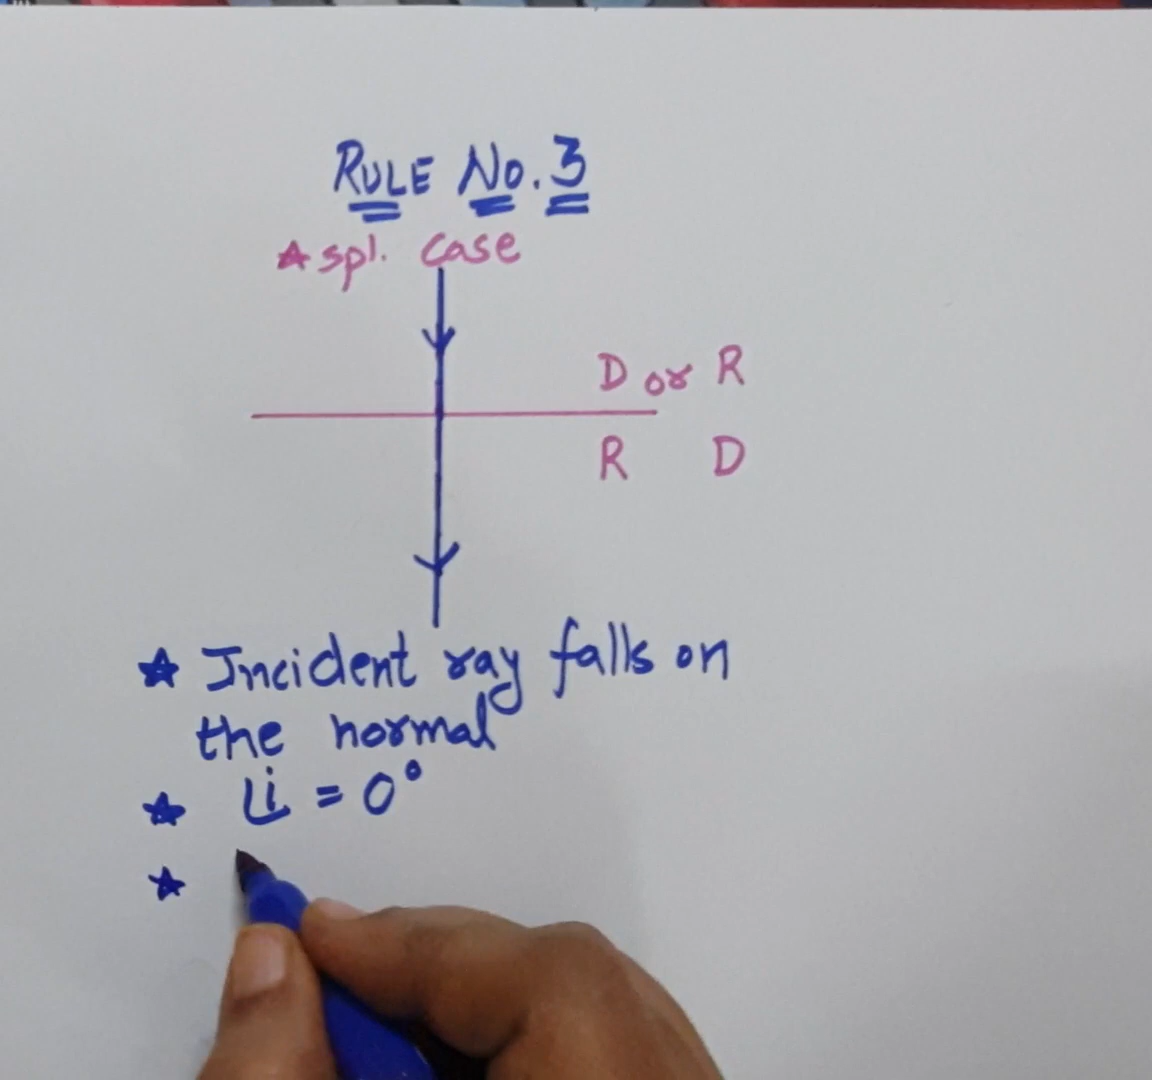 RULE No. 3
★ spl. case
D or R
R D
★ Incident ray falls on
the normal
★ ∠i = 0°
★